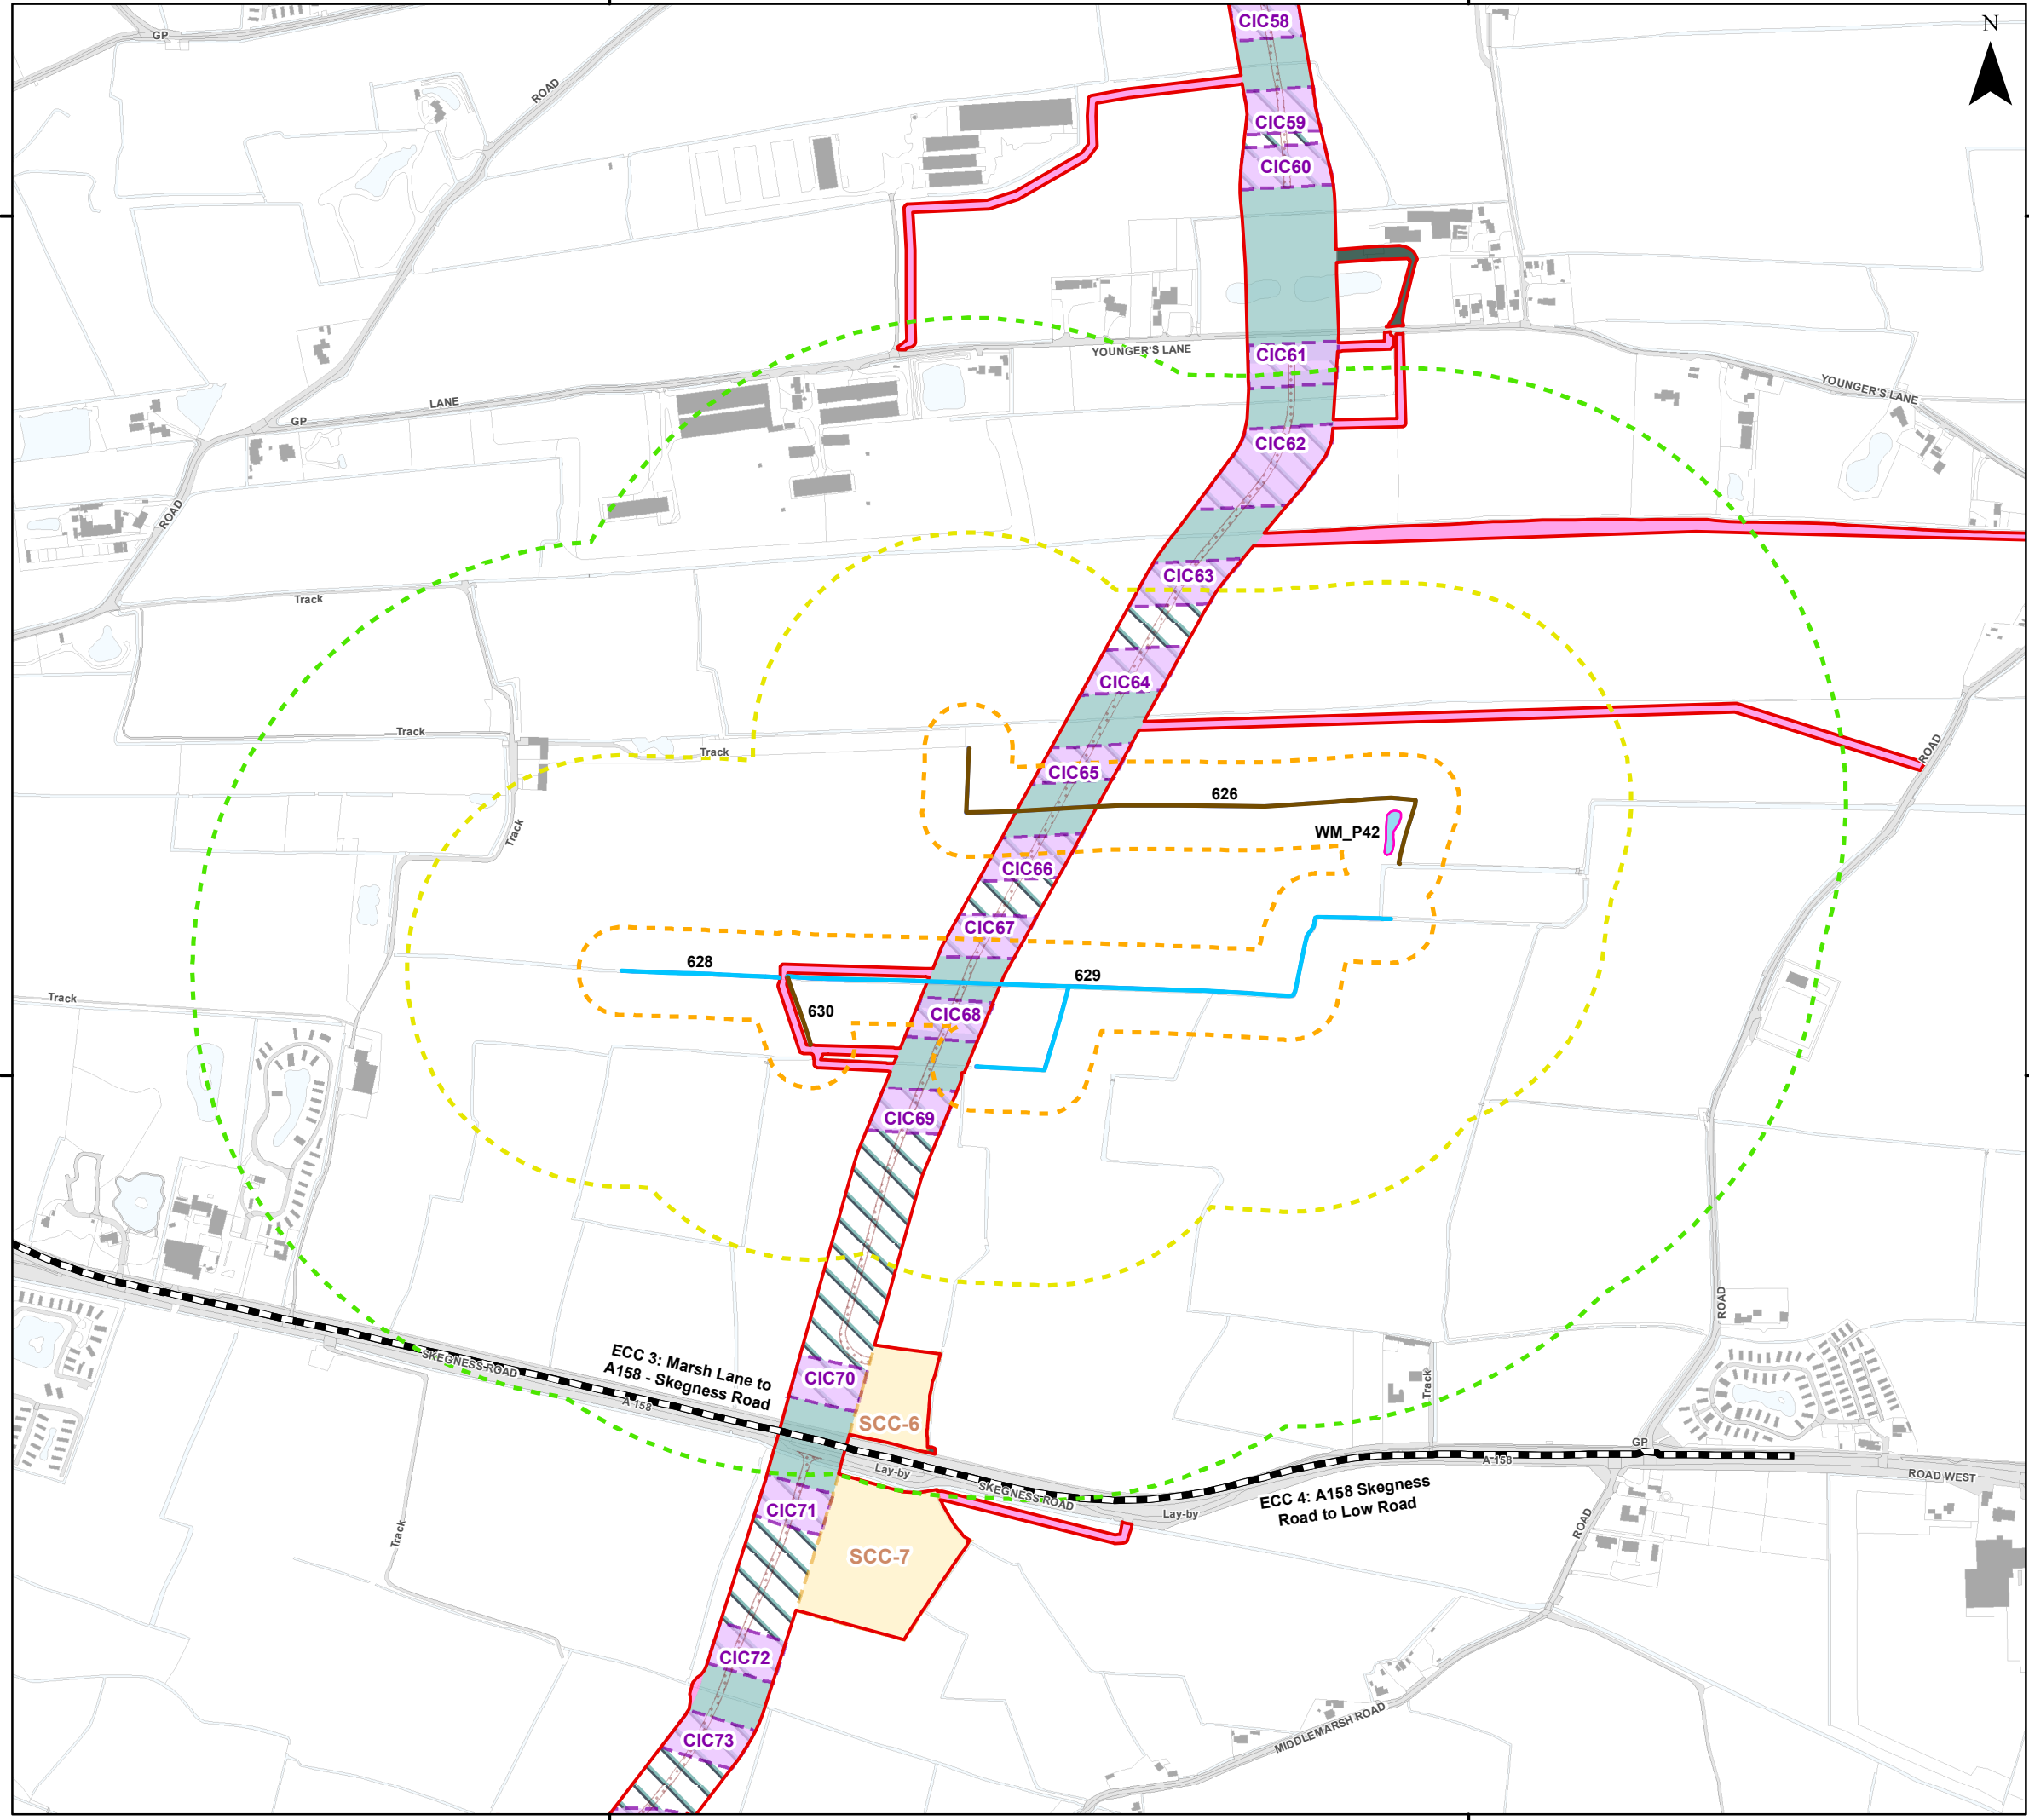 CIC58
N
GP
ROAD
CIC59
CIC60
YOUNGER'S LANE
CIC61
YOUNGER'S LANE
LANE
GP
CIC62
ROAD
CIC63
Track
CIC64
Track
Track
ROAD
CIC65
626
WM_P42
Track
CIC66
CIC67
628
629
Track
630
CIC68
CIC69
ROAD
ECC 3: Marsh Lane to
A158 - Skegness Road
SKEGNESS ROAD
A 158
CIC70
Track
SCC-6
GP
A 158
ROAD WEST
Lay-by
SKEGNESS ROAD
ECC 4: A158 Skegness
Road to Low Road
Lay-by
CIC71
Track
ROAD
SCC-7
CIC72
CIC73
MIDDLEMARSH ROAD